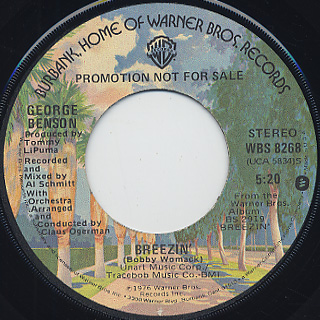 BURBANK, HOME OF WARNER BROS. RECORDS
PROMOTION NOT FOR SALE
GEORGE
BENSON
Produced by
Tommy
LiPuma
Recorded
and
Mixed by
Al Schmitt
With
Orchestra
Arranged
and
Conducted by
Claus Ogerman
STEREO
WBS 8268
(UCA 5834)S
5:20
From the
Warner Bros.
Album
BS 2919
"BREEZIN'"
BREEZIN'
(Bobby Womack)
Unart Music Corp./
Tracebob Music Co.-BMI
℗1976 Warner Bros.
Records Inc.